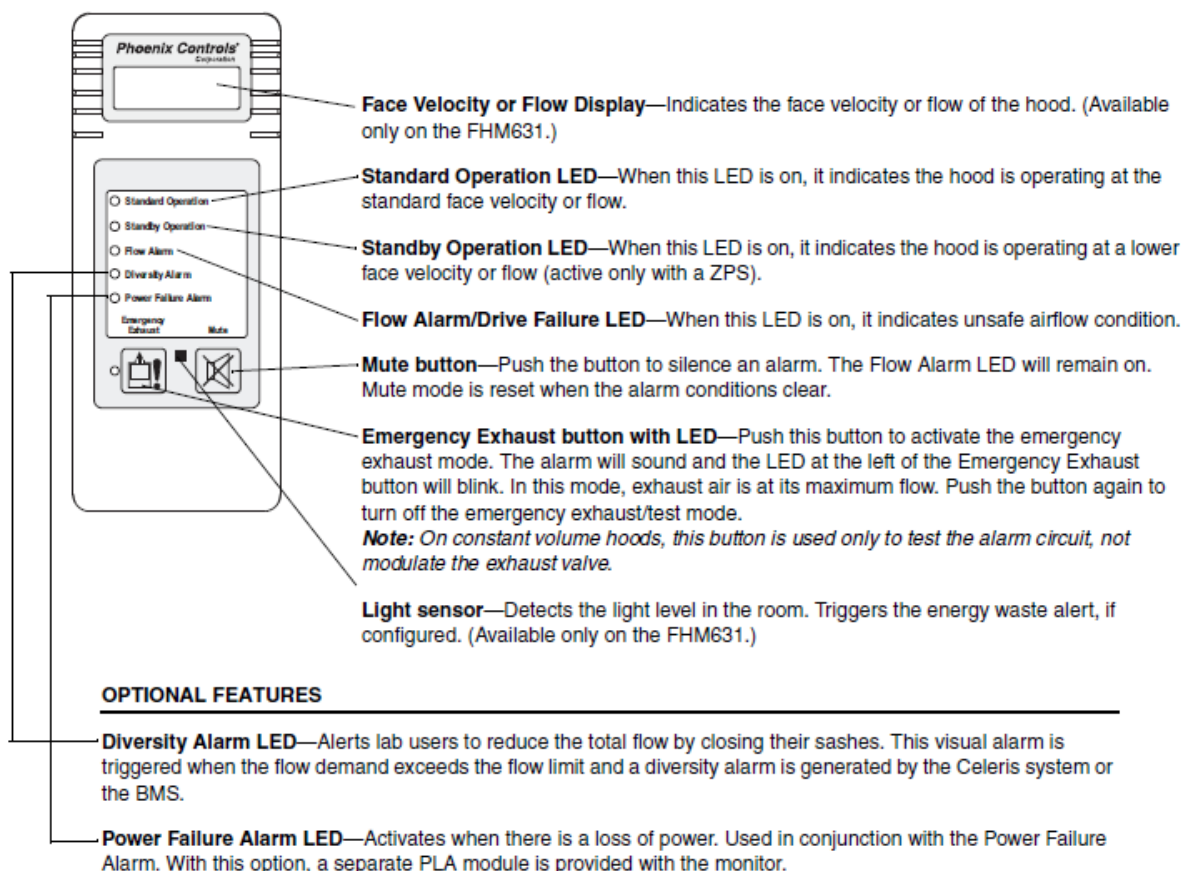 Phoenix Controls
Corporation
Face Velocity or Flow Display—Indicates the face velocity or flow of the hood. (Available
only on the FHM631.)
Standard Operation LED—When this LED is on, it indicates the hood is operating at the
standard face velocity or flow.
Standby Operation LED—When this LED is on, it indicates the hood is operating at a lower
face velocity or flow (active only with a ZPS).
Flow Alarm/Drive Failure LED—When this LED is on, it indicates unsafe airflow condition.
Mute button—Push the button to silence an alarm. The Flow Alarm LED will remain on.
Mute mode is reset when the alarm conditions clear.
Emergency Exhaust button with LED—Push this button to activate the emergency
exhaust mode. The alarm will sound and the LED at the left of the Emergency Exhaust
button will blink. In this mode, exhaust air is at its maximum flow. Push the button again to
turn off the emergency exhaust/test mode.
Note: On constant volume hoods, this button is used only to test the alarm circuit, not
modulate the exhaust valve.
Light sensor—Detects the light level in the room. Triggers the energy waste alert, if
configured. (Available only on the FHM631.)
Standard Operation
Standby Operation
Flow Alarm
Diversity Alarm
Power Failure Alarm
Emergency
Exhaust
Mute
OPTIONAL FEATURES
Diversity Alarm LED—Alerts lab users to reduce the total flow by closing their sashes. This visual alarm is
triggered when the flow demand exceeds the flow limit and a diversity alarm is generated by the Celeris system or
the BMS.
Power Failure Alarm LED—Activates when there is a loss of power. Used in conjunction with the Power Failure
Alarm. With this option, a separate PLA module is provided with the monitor.